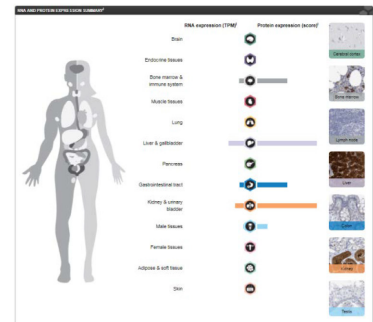 RNA AND PROTEIN EXPRESSION SUMMARY
RNA expression (TPM) Protein expression (score)
Brain
Endocrine tissues
Bone marrow &
immune system
Muscle tissues
Lung
Liver & gallbladder
Pancreas
Gastrointestinal tract
Kidney & urinary
bladder
Male tissues
Female tissues
Adipose & soft tissue
Skin
Cerebral cortex
Bone marrow
Lymph node
Liver
Colon
Kidney
Testis